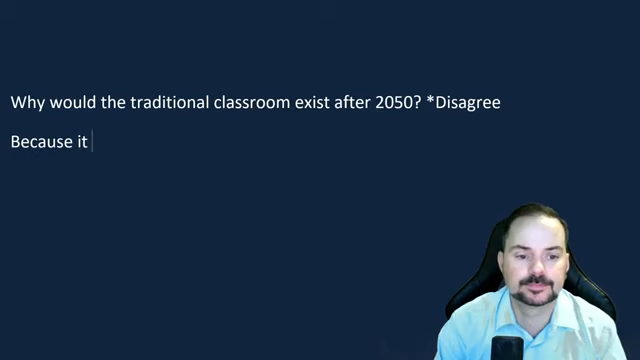 Why would the traditional classroom exist after 2050? *Disagree
Because it